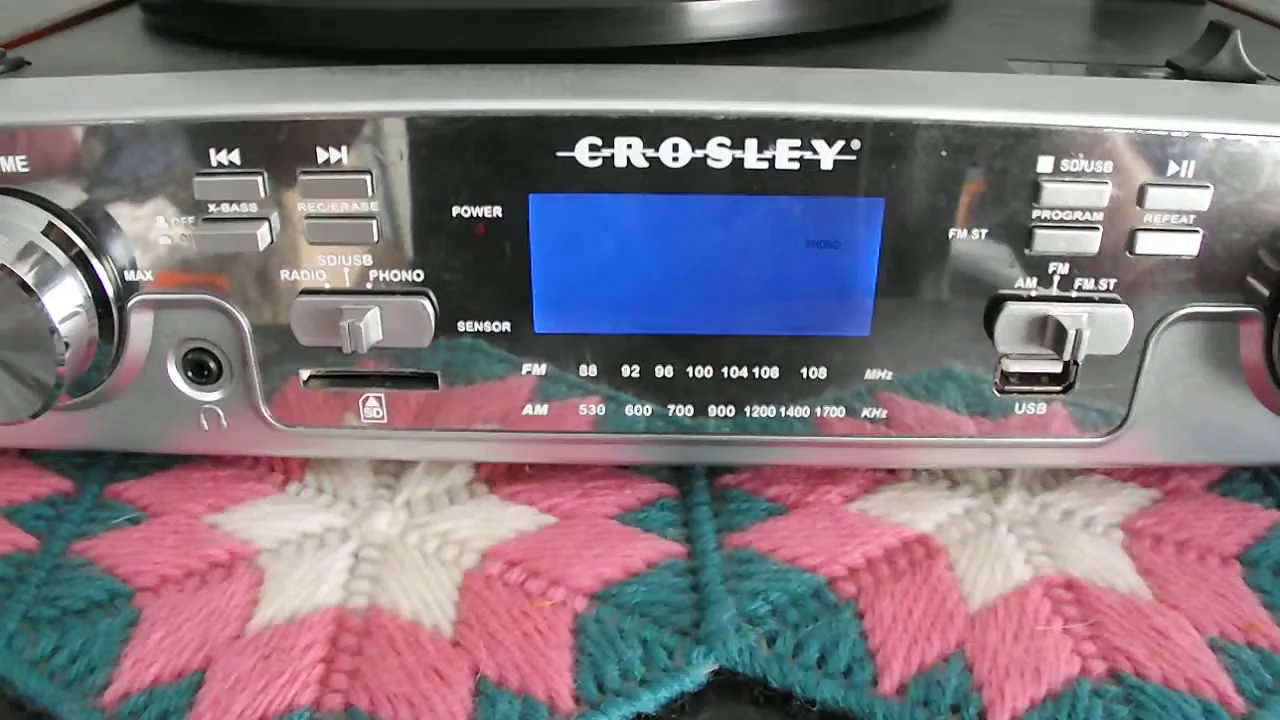 CROSLEY®
ME
MAX
X-BASS
REC/ERASE
OFF
SD/USB
RADIO
PHONO
POWER
SENSOR
PHONO
SD/USB
PROGRAM
REPEAT
FM ST
FM
AM
FM.ST
FM 88 92 96 100 104 106 108 MHz
AM 530 600 700 900 1200 1400 1700 KHz
SD
USB